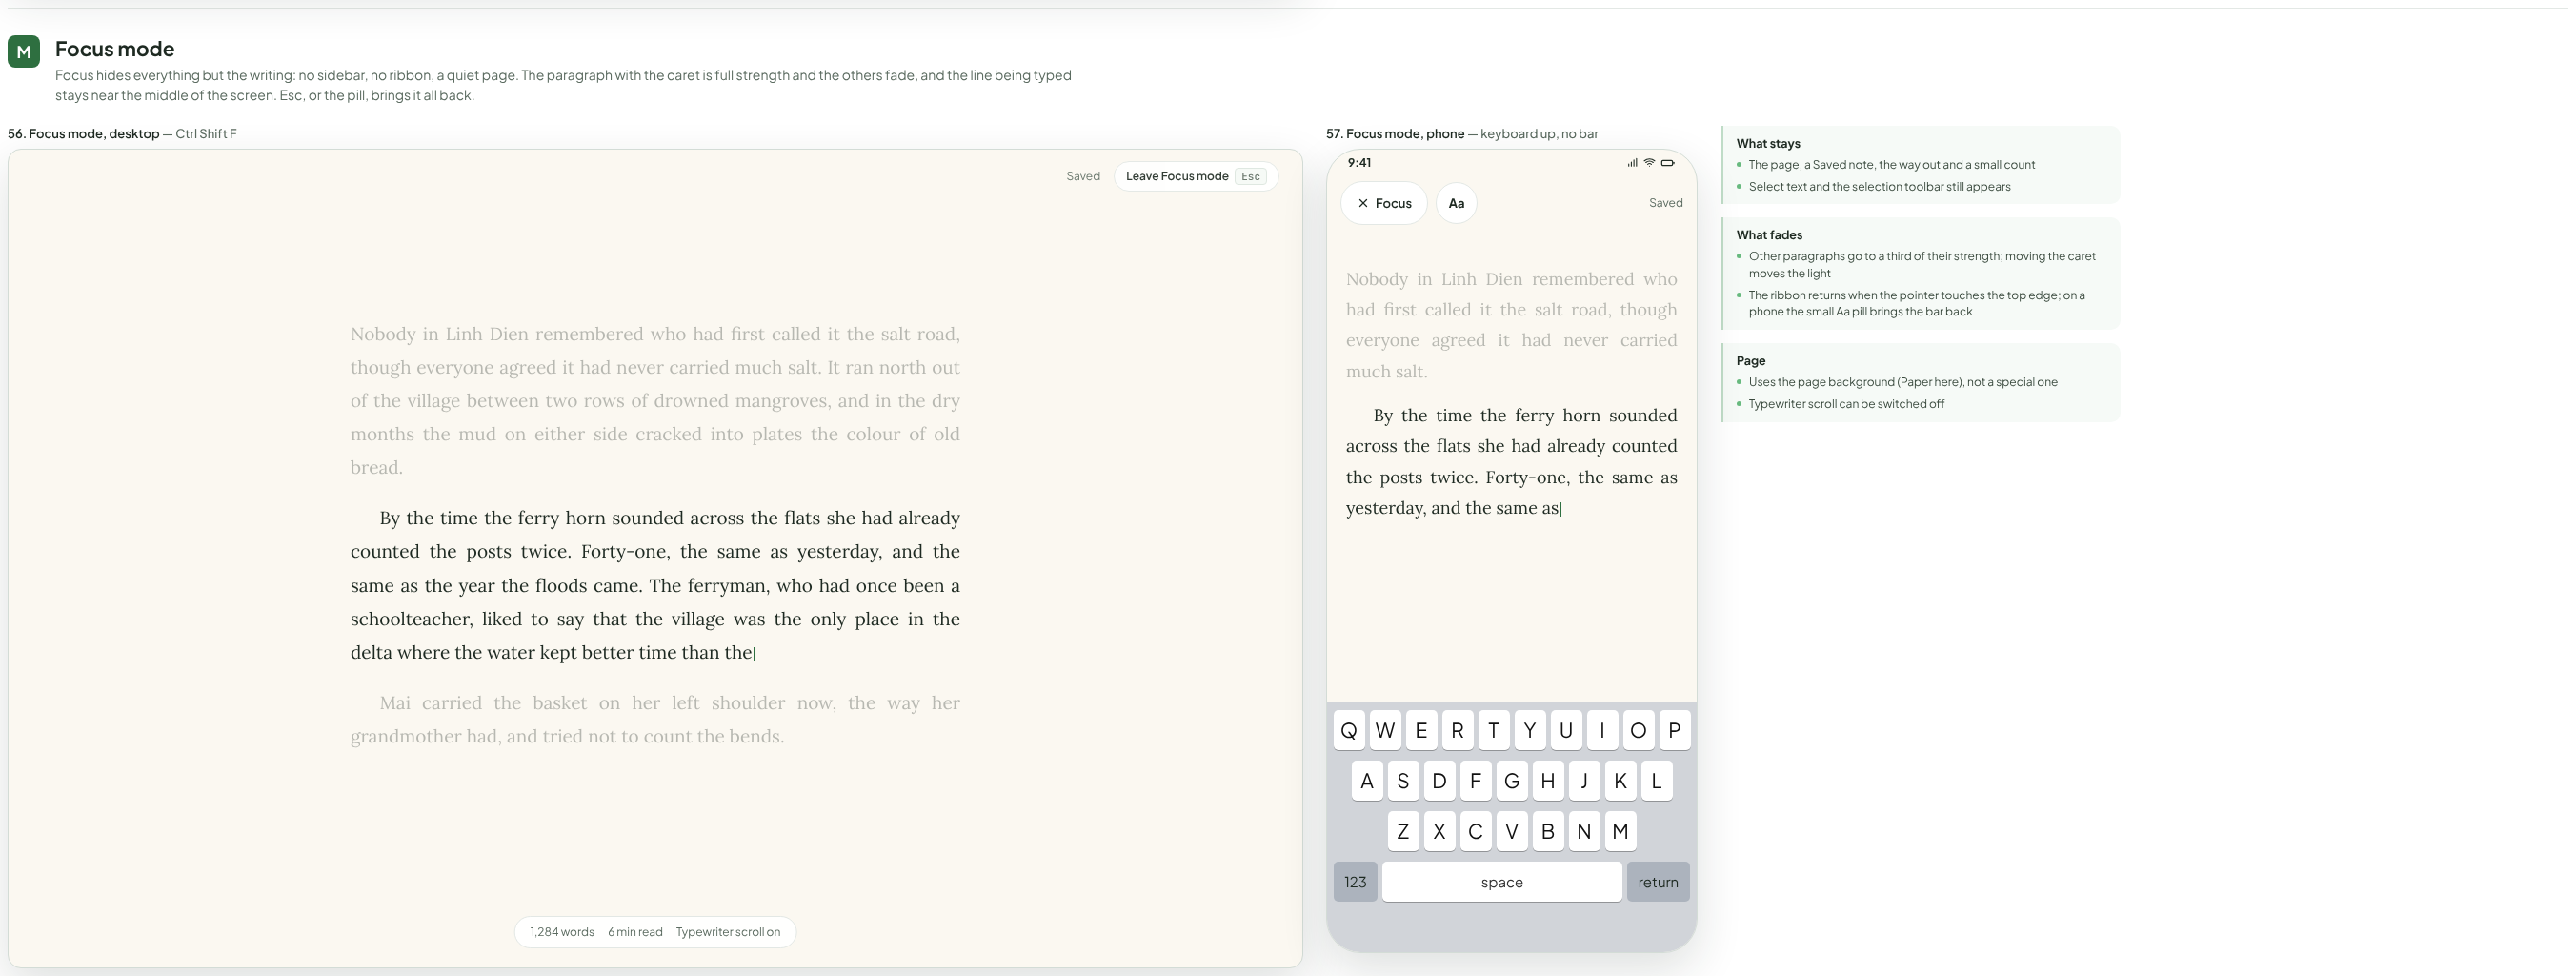 M
Focus mode
Focus hides everything but the writing: no sidebar, no ribbon, a quiet page. The paragraph with the caret is full strength and the others fade, and the line being typed
stays near the middle of the screen. Esc, or the pill, brings it all back.
56. Focus mode, desktop — Ctrl Shift F
Saved
Leave Focus mode Esc
Nobody in Linh Dien remembered who had first called it the salt road,
though everyone agreed it had never carried much salt. It ran north out
of the village between two rows of drowned mangroves, and in the dry
months the mud on either side cracked into plates the colour of old
bread.
By the time the ferry horn sounded across the flats she had already
counted the posts twice. Forty-one, the same as yesterday, and the
same as the year the floods came. The ferryman, who had once been a
schoolteacher, liked to say that the village was the only place in the
delta where the water kept better time than the
Mai carried the basket on her left shoulder now, the way her
grandmother had, and tried not to count the bends.
1,284 words 6 min read Typewriter scroll on
57. Focus mode, phone — keyboard up, no bar
9:41
× Focus
Aa
Saved
Nobody in Linh Dien remembered who
had first called it the salt road, though
everyone agreed it had never carried
much salt.
By the time the ferry horn sounded
across the flats she had already counted
the posts twice. Forty-one, the same as
yesterday, and the same as
Q W E R T Y U I O P
A S D F G H J K L
Z X C V B N M
123 space return
What stays
The page, a Saved note, the way out and a small count
Select text and the selection toolbar still appears
What fades
Other paragraphs go to a third of their strength; moving the caret
moves the light
The ribbon returns when the pointer touches the top edge; on a
phone the small Aa pill brings the bar back
Page
Uses the page background (Paper here), not a special one
Typewriter scroll can be switched off